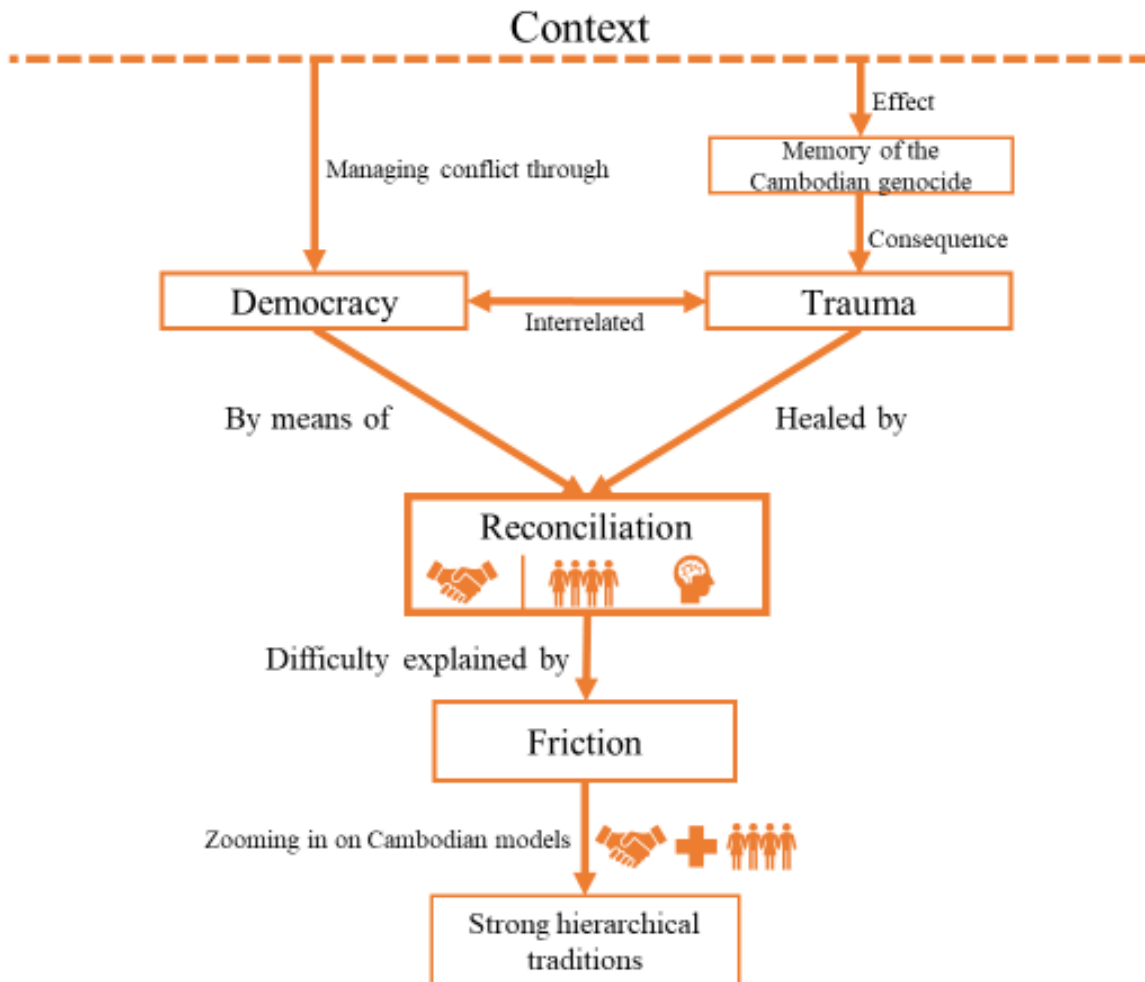 Context
Effect
Managing conflict through
Memory of the
Cambodian genocide
Consequence
Democracy
Interrelated
Trauma
By means of
Healed by
Reconciliation
Difficulty explained by
Friction
Zooming in on Cambodian models
Strong hierarchical
traditions